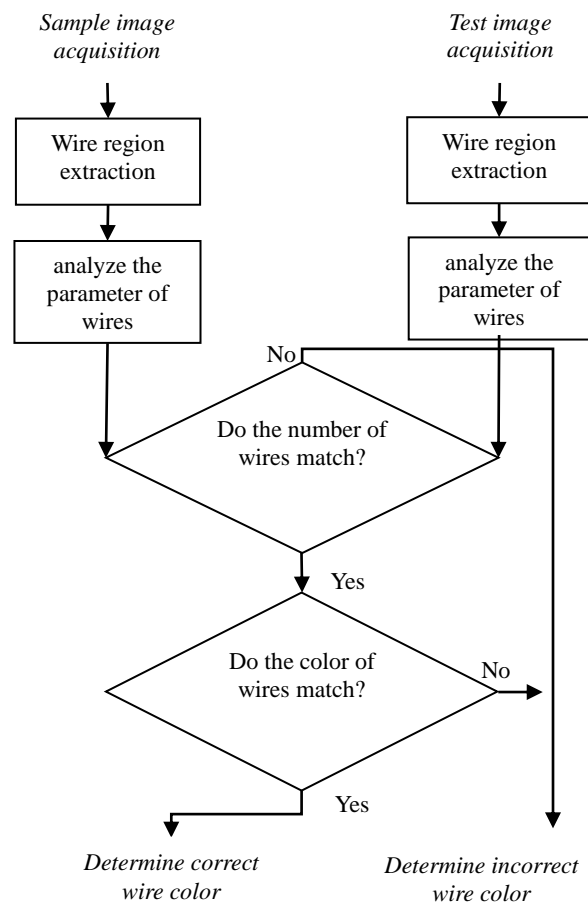 Sample image
acquisition
Test image
acquisition
Wire region
extraction
Wire region
extraction
analyze the
parameter of
wires
analyze the
parameter of
wires
No
Do the number of
wires match?
Yes
Do the color of
wires match?
No
Yes
Determine correct
wire color
Determine incorrect
wire color